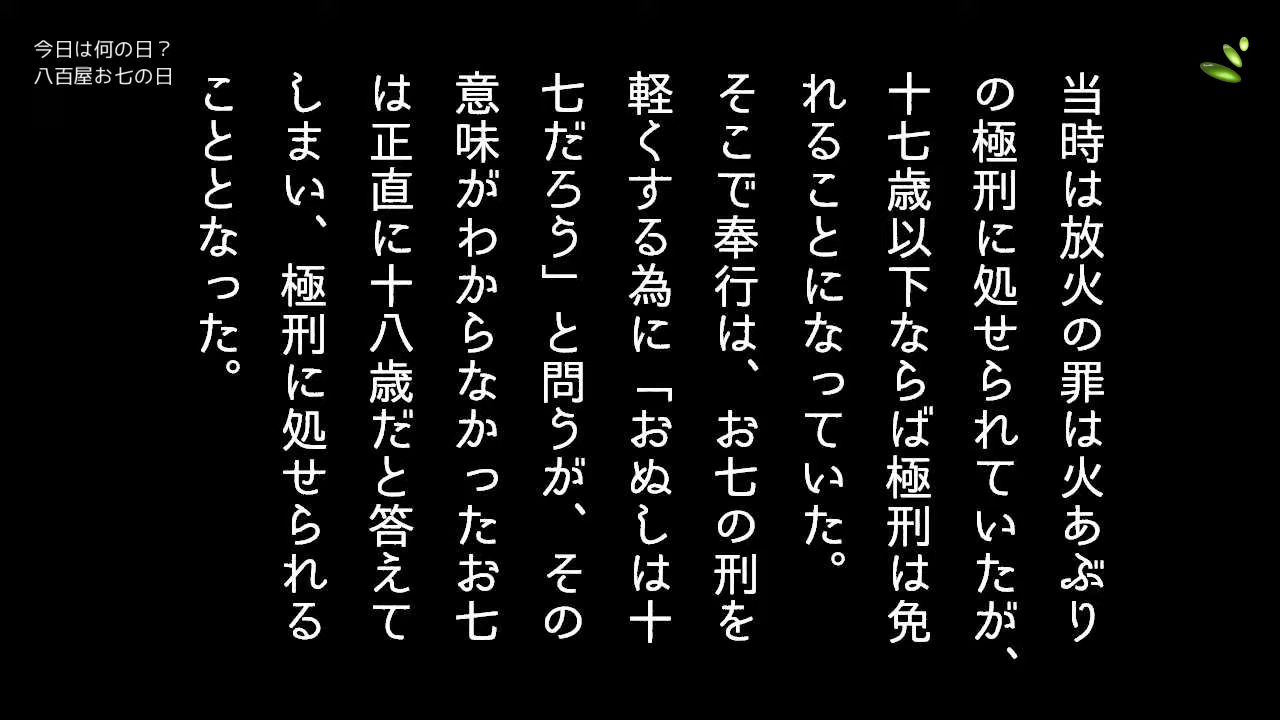 今日は何の日？
八百屋お七の日
当時は放火の罪は火あぶり
の極刑に処せられていたが、
十七歳以下ならば極刑は免
れることになっていた。
そこで奉行は、お七の刑を
軽くする為に「おぬしは十
七だろう」と問うが、その
意味がわからなかったお七
は正直に十八歳だと答えて
しまい、極刑に処せられる
こととなった。